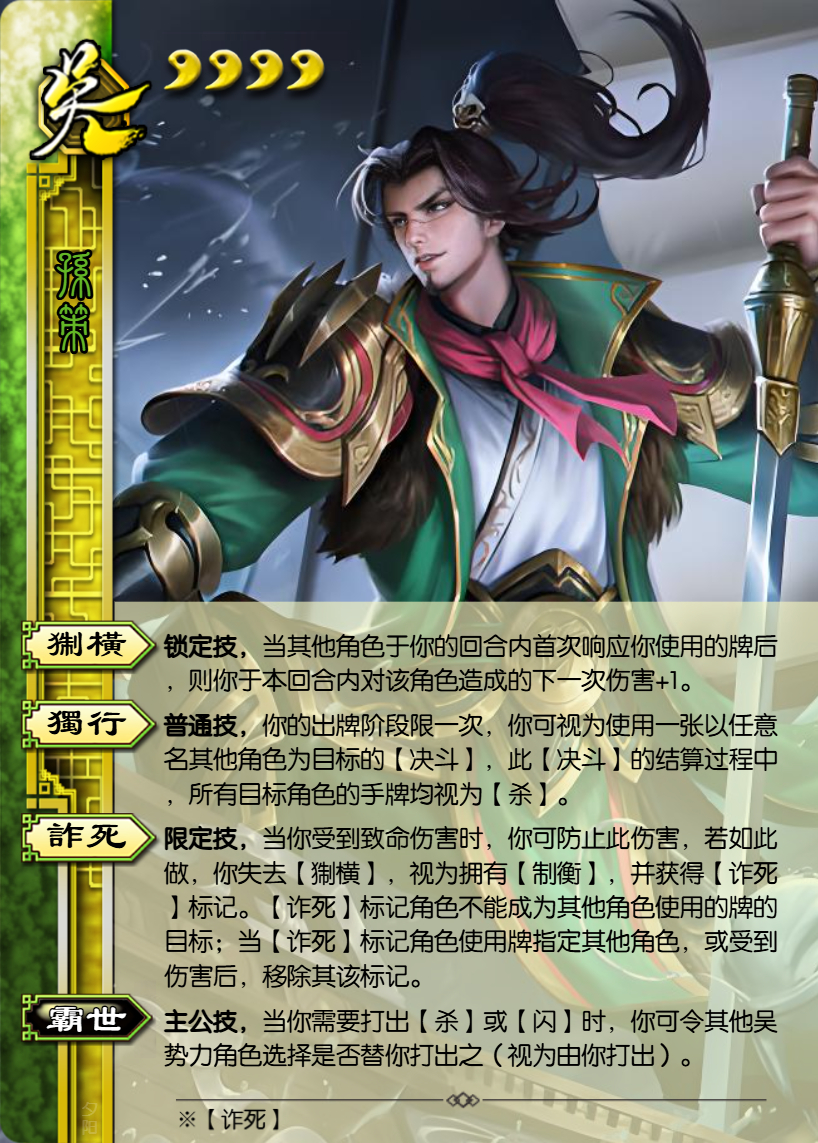 吴
孫策
猘橫
锁定技，当其他角色于你的回合内首次响应你使用的牌后
，则你于本回合内对该角色造成的下一次伤害+1。
獨行
普通技，你的出牌阶段限一次，你可视为使用一张以任意
名其他角色为目标的【决斗】，此【决斗】的结算过程中
，所有目标角色的手牌均视为【杀】。
詐死
限定技，当你受到致命伤害时，你可防止此伤害，若如此
做，你失去【猘横】，视为拥有【制衡】，并获得【诈死
】标记。【诈死】标记角色不能成为其他角色使用的牌的
目标；当【诈死】标记角色使用牌指定其他角色，或受到
伤害后，移除其该标记。
霸世
主公技，当你需要打出【杀】或【闪】时，你可令其他吴
势力角色选择是否替你打出之（视为由你打出）。
※【诈死】
夕阳